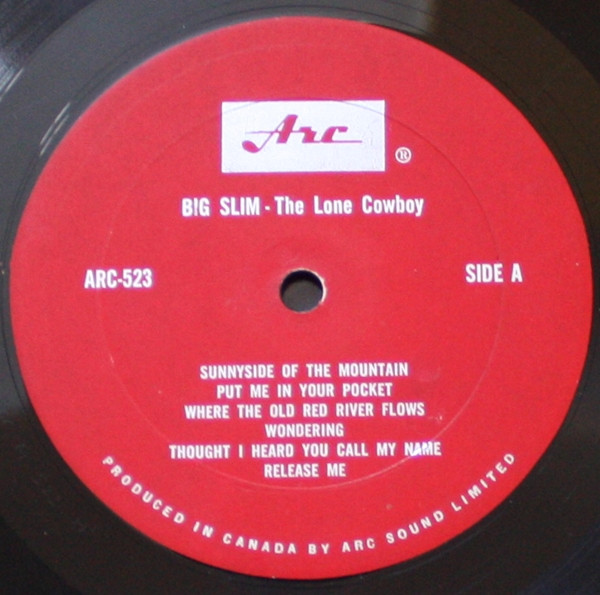 Arc
®
BIG SLIM - The Lone Cowboy
ARC-523
SIDE A
SUNNYSIDE OF THE MOUNTAIN
PUT ME IN YOUR POCKET
WHERE THE OLD RED RIVER FLOWS
WONDERING
THOUGHT I HEARD YOU CALL MY NAME
RELEASE ME
PRODUCED IN CANADA BY ARC SOUND LIMITED